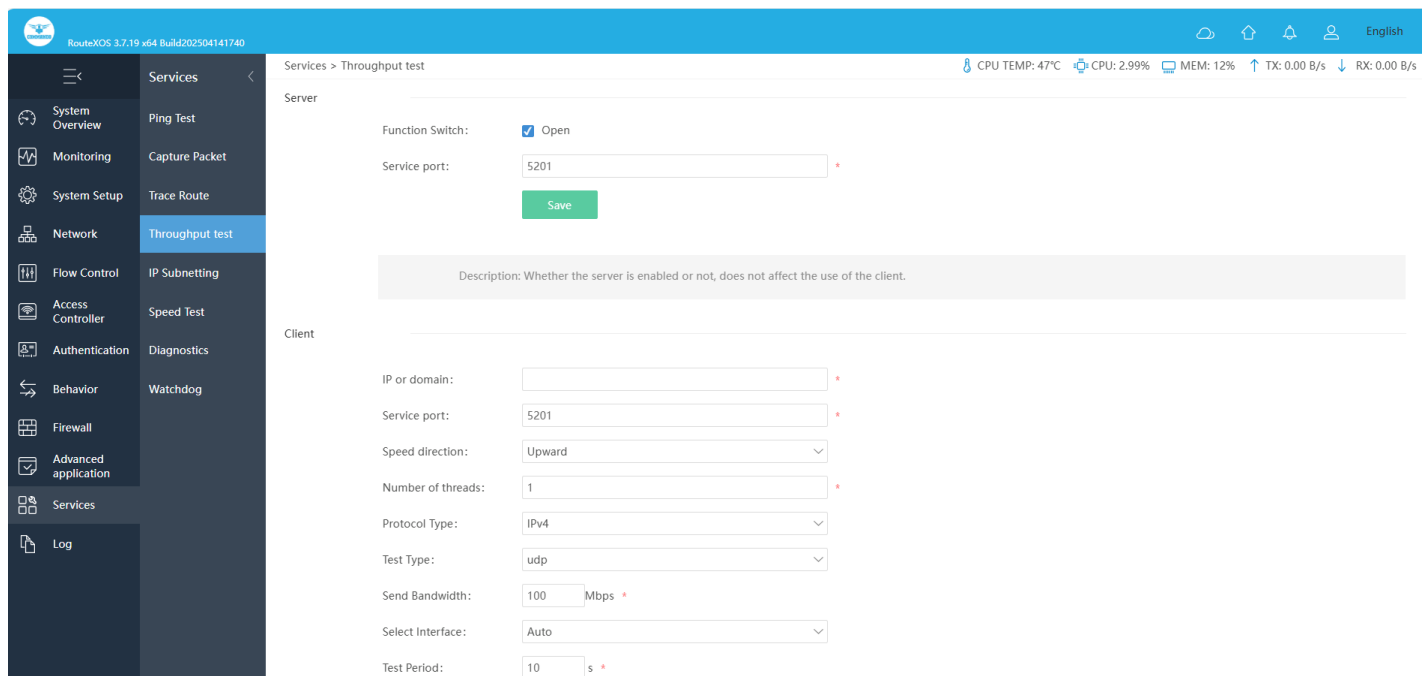 RouteXOS 3.7.19 x64 Build202504141740
English
Services
Services > Throughput test
CPU TEMP: 47℃
CPU: 2.99%
MEM: 12%
TX: 0.00 B/s
RX: 0.00 B/s
System
Overview
Monitoring
System Setup
Network
Flow Control
Access
Controller
Authentication
Behavior
Firewall
Advanced
application
Services
Log
Ping Test
Capture Packet
Trace Route
Throughput test
IP Subnetting
Speed Test
Diagnostics
Watchdog
Server
Function Switch: Open
Service port: 5201 *
Save
Description: Whether the server is enabled or not, does not affect the use of the client.
Client
IP or domain: *
Service port: 5201 *
Speed direction: Upward
Number of threads: 1 *
Protocol Type: IPv4
Test Type: udp
Send Bandwidth: 100 Mbps *
Select Interface: Auto
Test Period: 10 s *